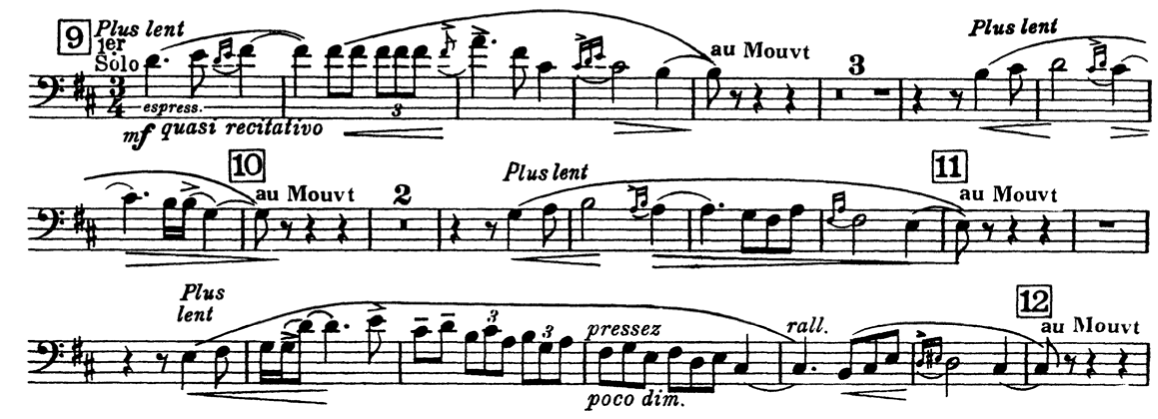 9 Plus lent
1er
Solo
au Mouvt
3
Plus lent
3
4
espress.
3
mf quasi recitativo
10
au Mouvt
2
Plus lent
11
au Mouvt
Plus
lent
3
3
pressez
rall.
12
au Mouvt
poco dim.